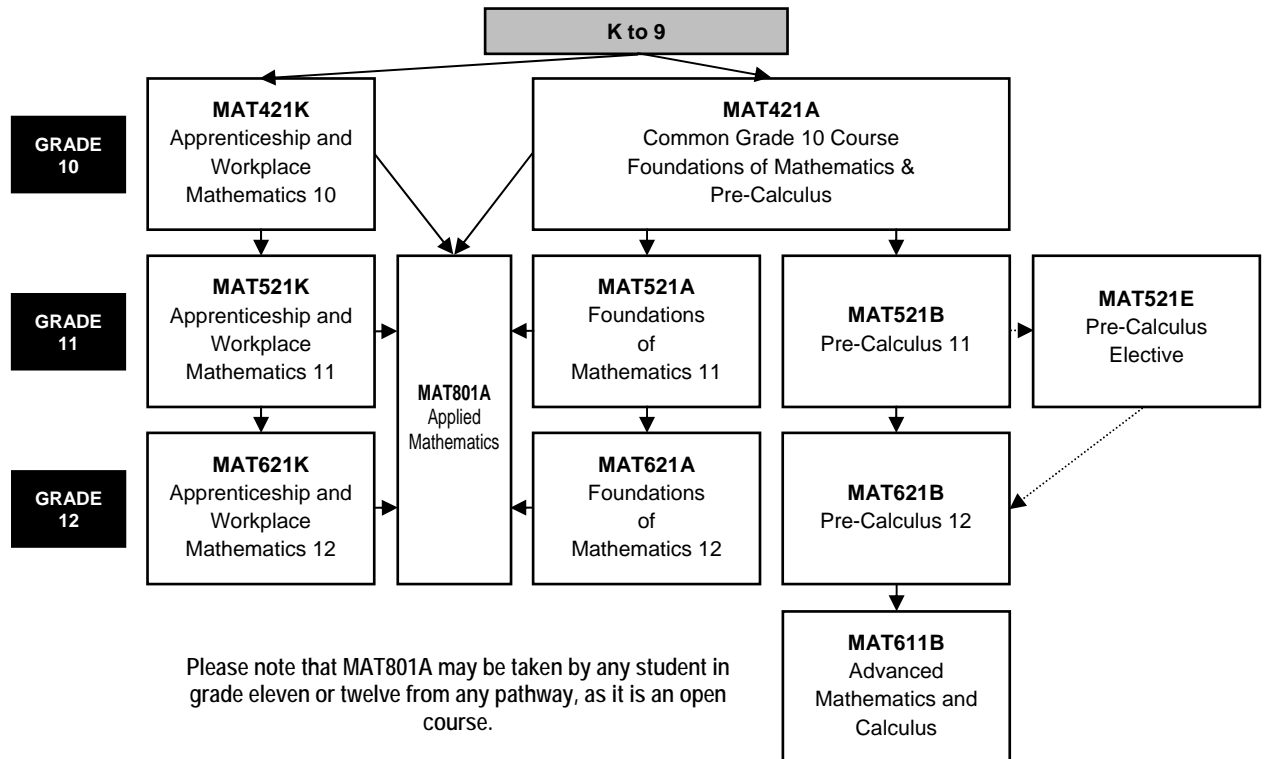 K to 9
GRADE
10
MAT421K
Apprenticeship and
Workplace
Mathematics 10
MAT421A
Common Grade 10 Course
Foundations of Mathematics &
Pre-Calculus
GRADE
11
MAT521K
Apprenticeship and
Workplace
Mathematics 11
MAT801A
Applied
Mathematics
MAT521A
Foundations
of
Mathematics 11
MAT521B
Pre-Calculus 11
MAT521E
Pre-Calculus
Elective
GRADE
12
MAT621K
Apprenticeship and
Workplace
Mathematics 12
MAT621A
Foundations
of
Mathematics 12
MAT621B
Pre-Calculus 12
MAT611B
Advanced
Mathematics and
Calculus
Please note that MAT801A may be taken by any student in
grade eleven or twelve from any pathway, as it is an open
course.